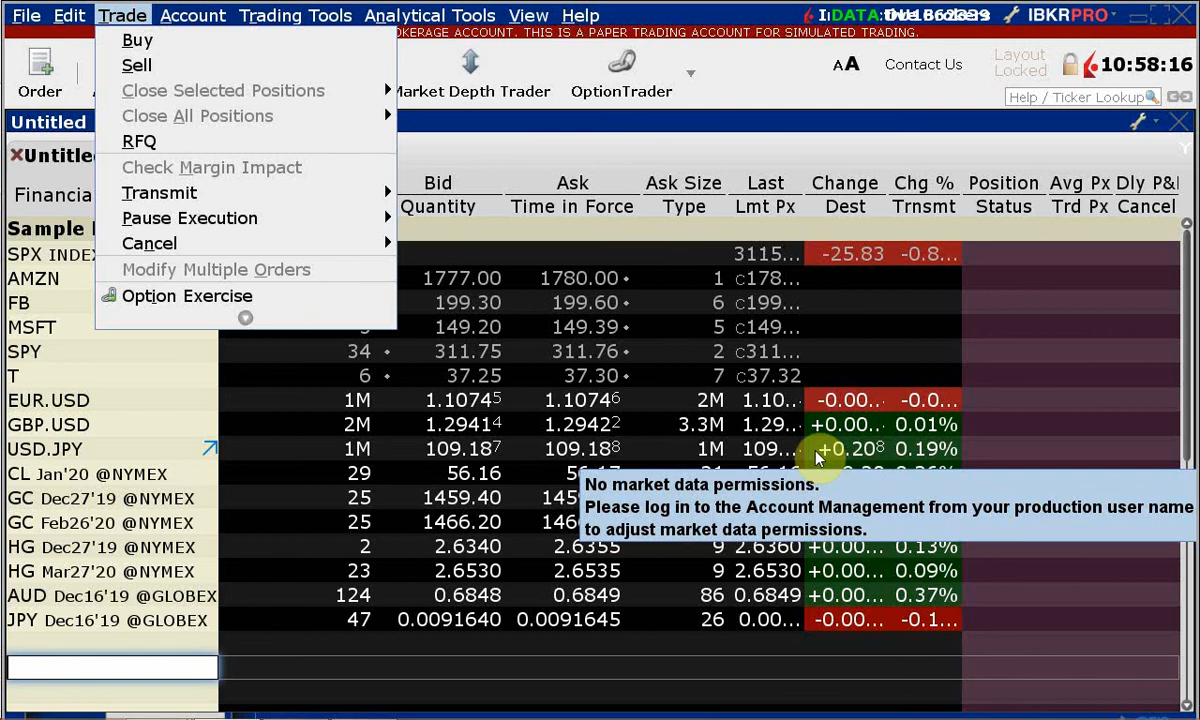 File Edit Trade Account Trading Tools Analytical Tools View Help DATA: IBKRPRO
BROKERAGE ACCOUNT. THIS IS A PAPER TRADING ACCOUNT FOR SIMULATED TRADING.
Buy
Sell
Close Selected Positions
Close All Positions
RFQ
Check Margin Impact
Transmit
Pause Execution
Cancel
Modify Multiple Orders
Option Exercise
Order Market Depth Trader OptionTrader AA Contact Us Layout Locked 10:58:16
Help / Ticker Lookup
Untitled
Untitled
Financia
Bid Ask Ask Size Last Change Chg % Position Avg Px Dly P&L
Quantity Time in Force Type Lmt Px Dest Trnsmt Status Trd Px Cancel
Sample
SPX INDEX 3115... -25.83 -0.8...
AMZN 1777.00 1780.00 1 C178...
FB 199.30 199.60 6 C199...
MSFT 149.20 149.39 5 C149...
SPY 34 311.75 311.76 2 C311...
T 6 37.25 37.30 7 C37.32
EUR.USD 1M 1.10745 1.10746 2M 1.10... -0.00... -0.0...
GBP.USD 2M 1.29414 1.29422 3.3M 1.29... +0.00... 0.01%
USD.JPY 1M 109.187 109.188 1M 109... +0.208 0.19%
CL Jan'20 @NYMEX 29 56.16
GC Dec27'19 @NYMEX 25 1459.40 145
GC Feb26'20 @NYMEX 25 1466.20 146
HG Dec27'19 @NYMEX 2 2.6340 2.6355 9 2.6360 +0.00... 0.13%
HG Mar27'20 @NYMEX 23 2.6530 2.6535 9 2.6530 +0.00... 0.09%
AUD Dec16'19 @GLOBEX 124 0.6848 0.6849 86 0.6849 +0.00... 0.37%
JPY Dec16'19 @GLOBEX 47 0.0091640 0.0091645 26 0.00... -0.00... -0.1...
No market data permissions.
Please log in to the Account Management from your production user name
to adjust market data permissions.